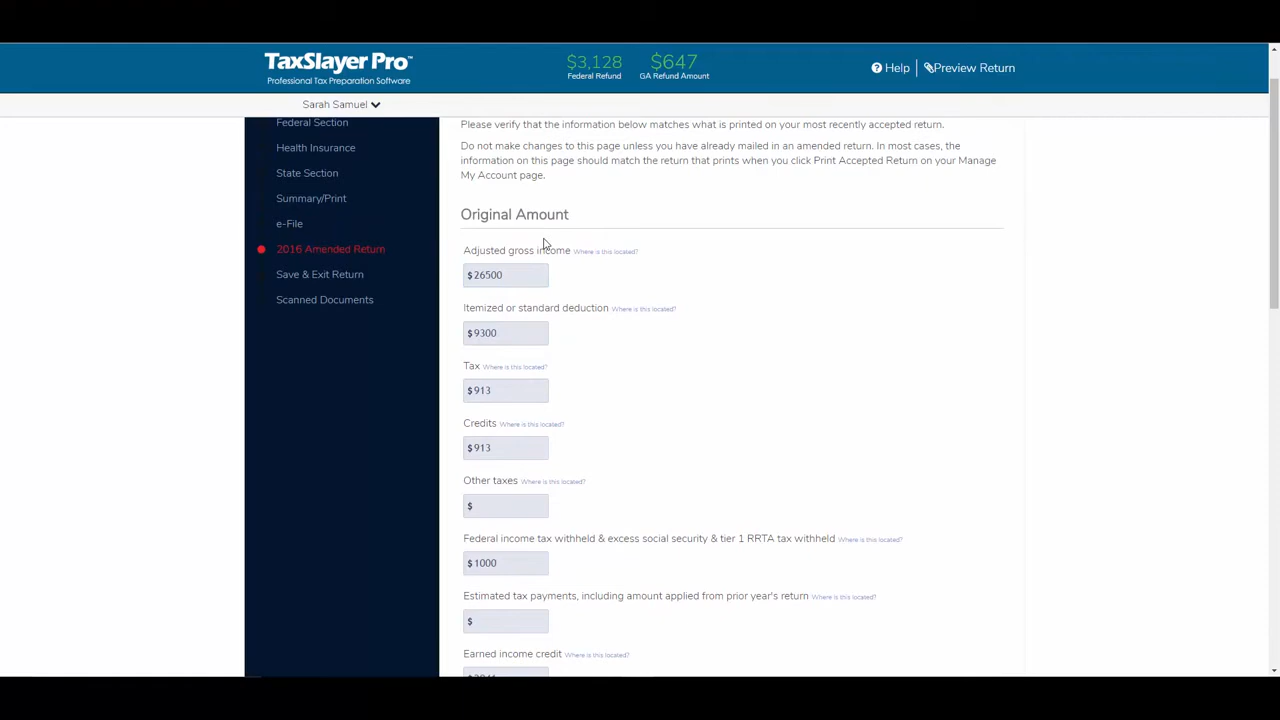 TaxSlayer Pro™
Professional Tax Preparation Software
$3,128
Federal Refund
$647
GA Refund Amount
Help
Preview Return
Sarah Samuel
Federal Section
Health Insurance
State Section
Summary/Print
e-File
2016 Amended Return
Save & Exit Return
Scanned Documents
Please verify that the information below matches what is printed on your most recently accepted return.
Do not make changes to this page unless you have already mailed in an amended return. In most cases, the
information on this page should match the return that prints when you click Print Accepted Return on your Manage
My Account page.
Original Amount
Adjusted gross income Where is this located?
$ 26500
Itemized or standard deduction Where is this located?
$ 9300
Tax Where is this located?
$ 913
Credits Where is this located?
$ 913
Other taxes Where is this located?
$
Federal income tax withheld & excess social security & tier 1 RRTA tax withheld Where is this located?
$ 1000
Estimated tax payments, including amount applied from prior year's return Where is this located?
$
Earned income credit Where is this located?